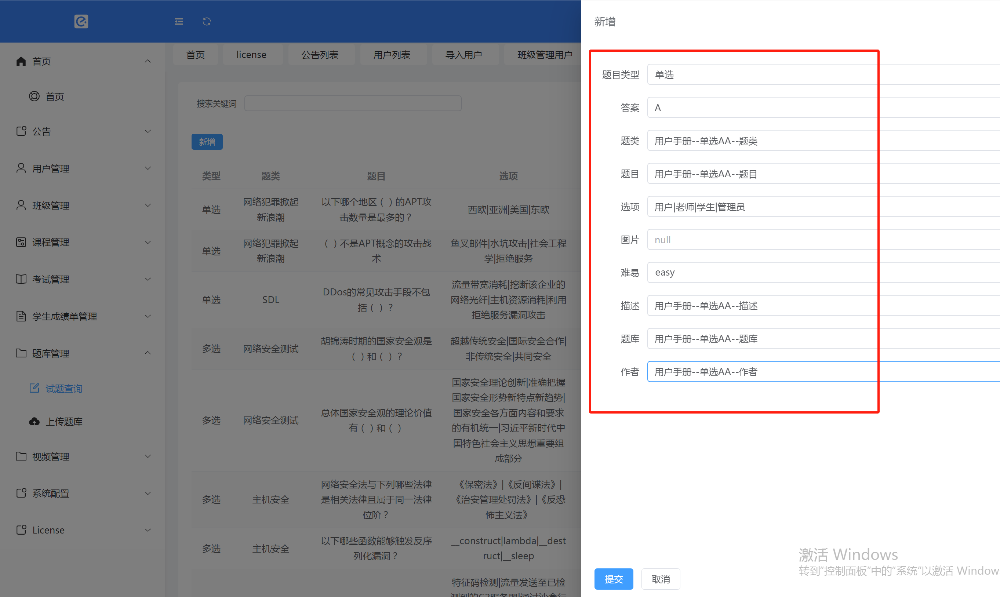 首页
license
公告列表
用户列表
导入用户
班级管理用户
首页
首页
公告
用户管理
班级管理
课程管理
考试管理
学生成绩单管理
题库管理
试题查询
上传题库
视频管理
系统配置
License
搜索关键词
新增
类型 题类 题目 选项
单选
网络犯罪掀起
新浪潮
以下哪个地区（ ）的APT攻
击数量是最多的？
西欧|亚洲|美国|东欧
单选
网络犯罪掀起
新浪潮
（ ）不是APT概念的攻击战
术
鱼叉邮件|水坑攻击|社会工程
学|拒绝服务
单选
SDL
DDos的常见攻击手段不包
括（ ）？
流量带宽消耗|挖断该企业的
网络光纤|主机资源消耗|利用
拒绝服务漏洞攻击
多选
网络安全测试
胡锦涛时期的国家安全观是
（ ）和（ ）？
超越传统安全|国际安全合作|
非传统安全|共同安全
多选
网络安全测试
总体国家安全观的理论价值
有（ ）和（ ）
国家安全理论创新|准确把握
国家安全形势新特点新趋势|
国家安全各方面内容和要求
的有机统一|习近平新时代中
国特色社会主义思想重要组
成部分
多选
主机安全
网络安全法与下列哪些法律
是相关法律且属于同一法律
位阶？
《保密法》|《反间谍法》|
《治安管理处罚法》|《反恐
怖主义法》
多选
主机安全
以下哪些函数能够触发反序
列化漏洞？
__construct|lambda|__dest
ruct|__sleep
特征码检测|流量发送至已检
测到的C2服务器|通过沙盒行
新增
题目类型 单选
答案 A
题类 用户手册--单选AA--题类
题目 用户手册--单选AA--题目
选项 用户|老师|学生|管理员
图片 null
难易 easy
描述 用户手册--单选AA--描述
题库 用户手册--单选AA--题库
作者 用户手册--单选AA--作者
提交 取消
激活 Windows
转到“控制面板”中的“系统”以激活 Windows